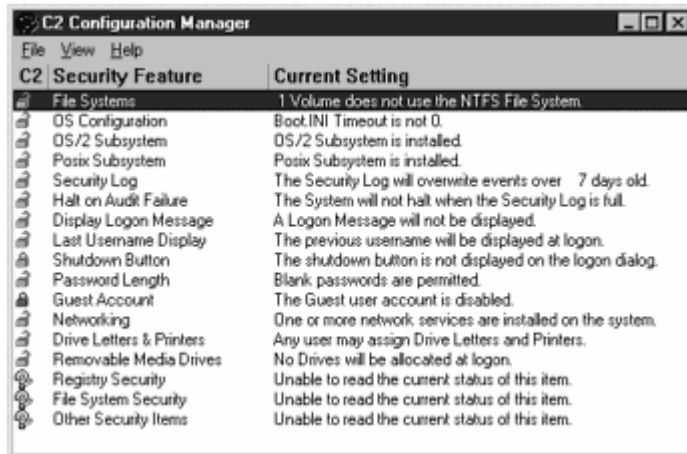 C2 Configuration Manager
File View Help
C2 Security Feature Current Setting
File Systems 1 Volume does not use the NTFS File System.
OS Configuration Boot.INI Timeout is not 0.
OS/2 Subsystem OS/2 Subsystem is installed.
Posix Subsystem Posix Subsystem is installed.
Security Log The Security Log will overwrite events over 7 days old.
Halt on Audit Failure The System will not halt when the Security Log is full.
Display Logon Message A Logon Message will not be displayed.
Last Username Display The previous username will be displayed at logon.
Shutdown Button The shutdown button is not displayed on the logon dialog.
Password Length Blank passwords are permitted.
Guest Account The Guest user account is disabled.
Networking One or more network services are installed on the system.
Drive Letters & Printers Any user may assign Drive Letters and Printers.
Removable Media Drives No Drives will be allocated at logon.
Registry Security Unable to read the current status of this item.
File System Security Unable to read the current status of this item.
Other Security Items Unable to read the current status of this item.